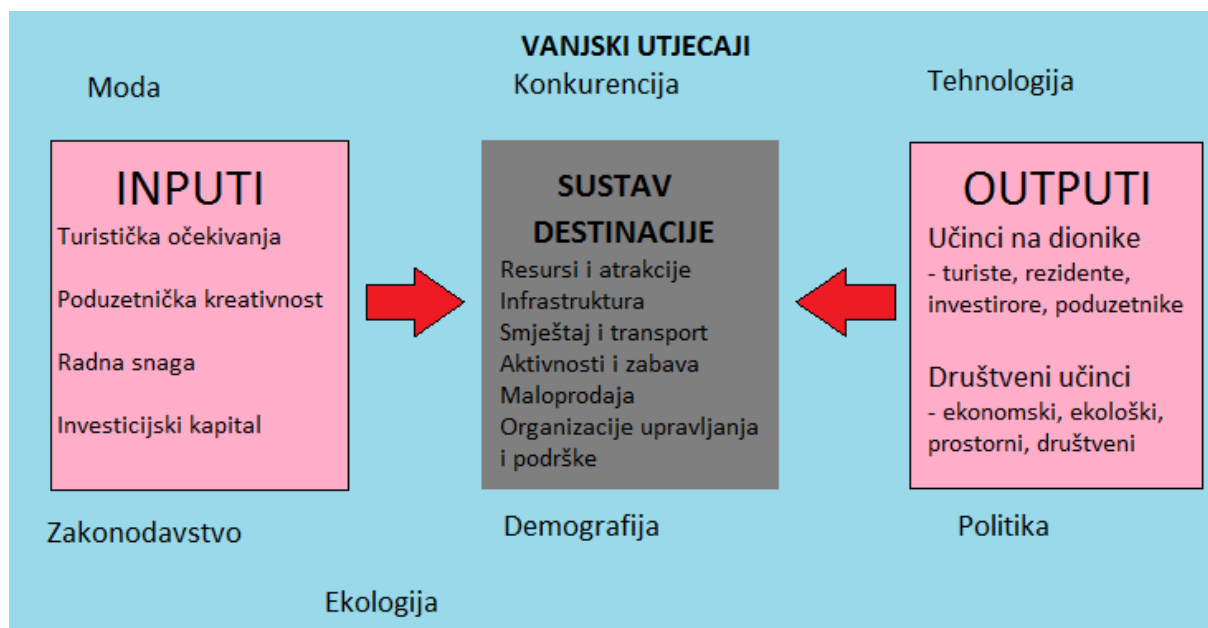 VANJSKI UTJECAJI
Moda
Konkurencija
Tehnologija
INPUTI
Turistička očekivanja
Poduzetnička kreativnost
Radna snaga
Investicijski kapital
SUSTAV
DESTINACIJE
Resursi i atrakcije
Infrastruktura
Smještaj i transport
Aktivnosti i zabava
Maloprodaja
Organizacije upravljanja
i podrške
OUTPUTI
Učinci na dionike
- turiste, rezidente,
investirore, poduzetnike
Društveni učinci
- ekonomski, ekološki,
prostorni, društveni
Zakonodavstvo
Demografija
Politika
Ekologija